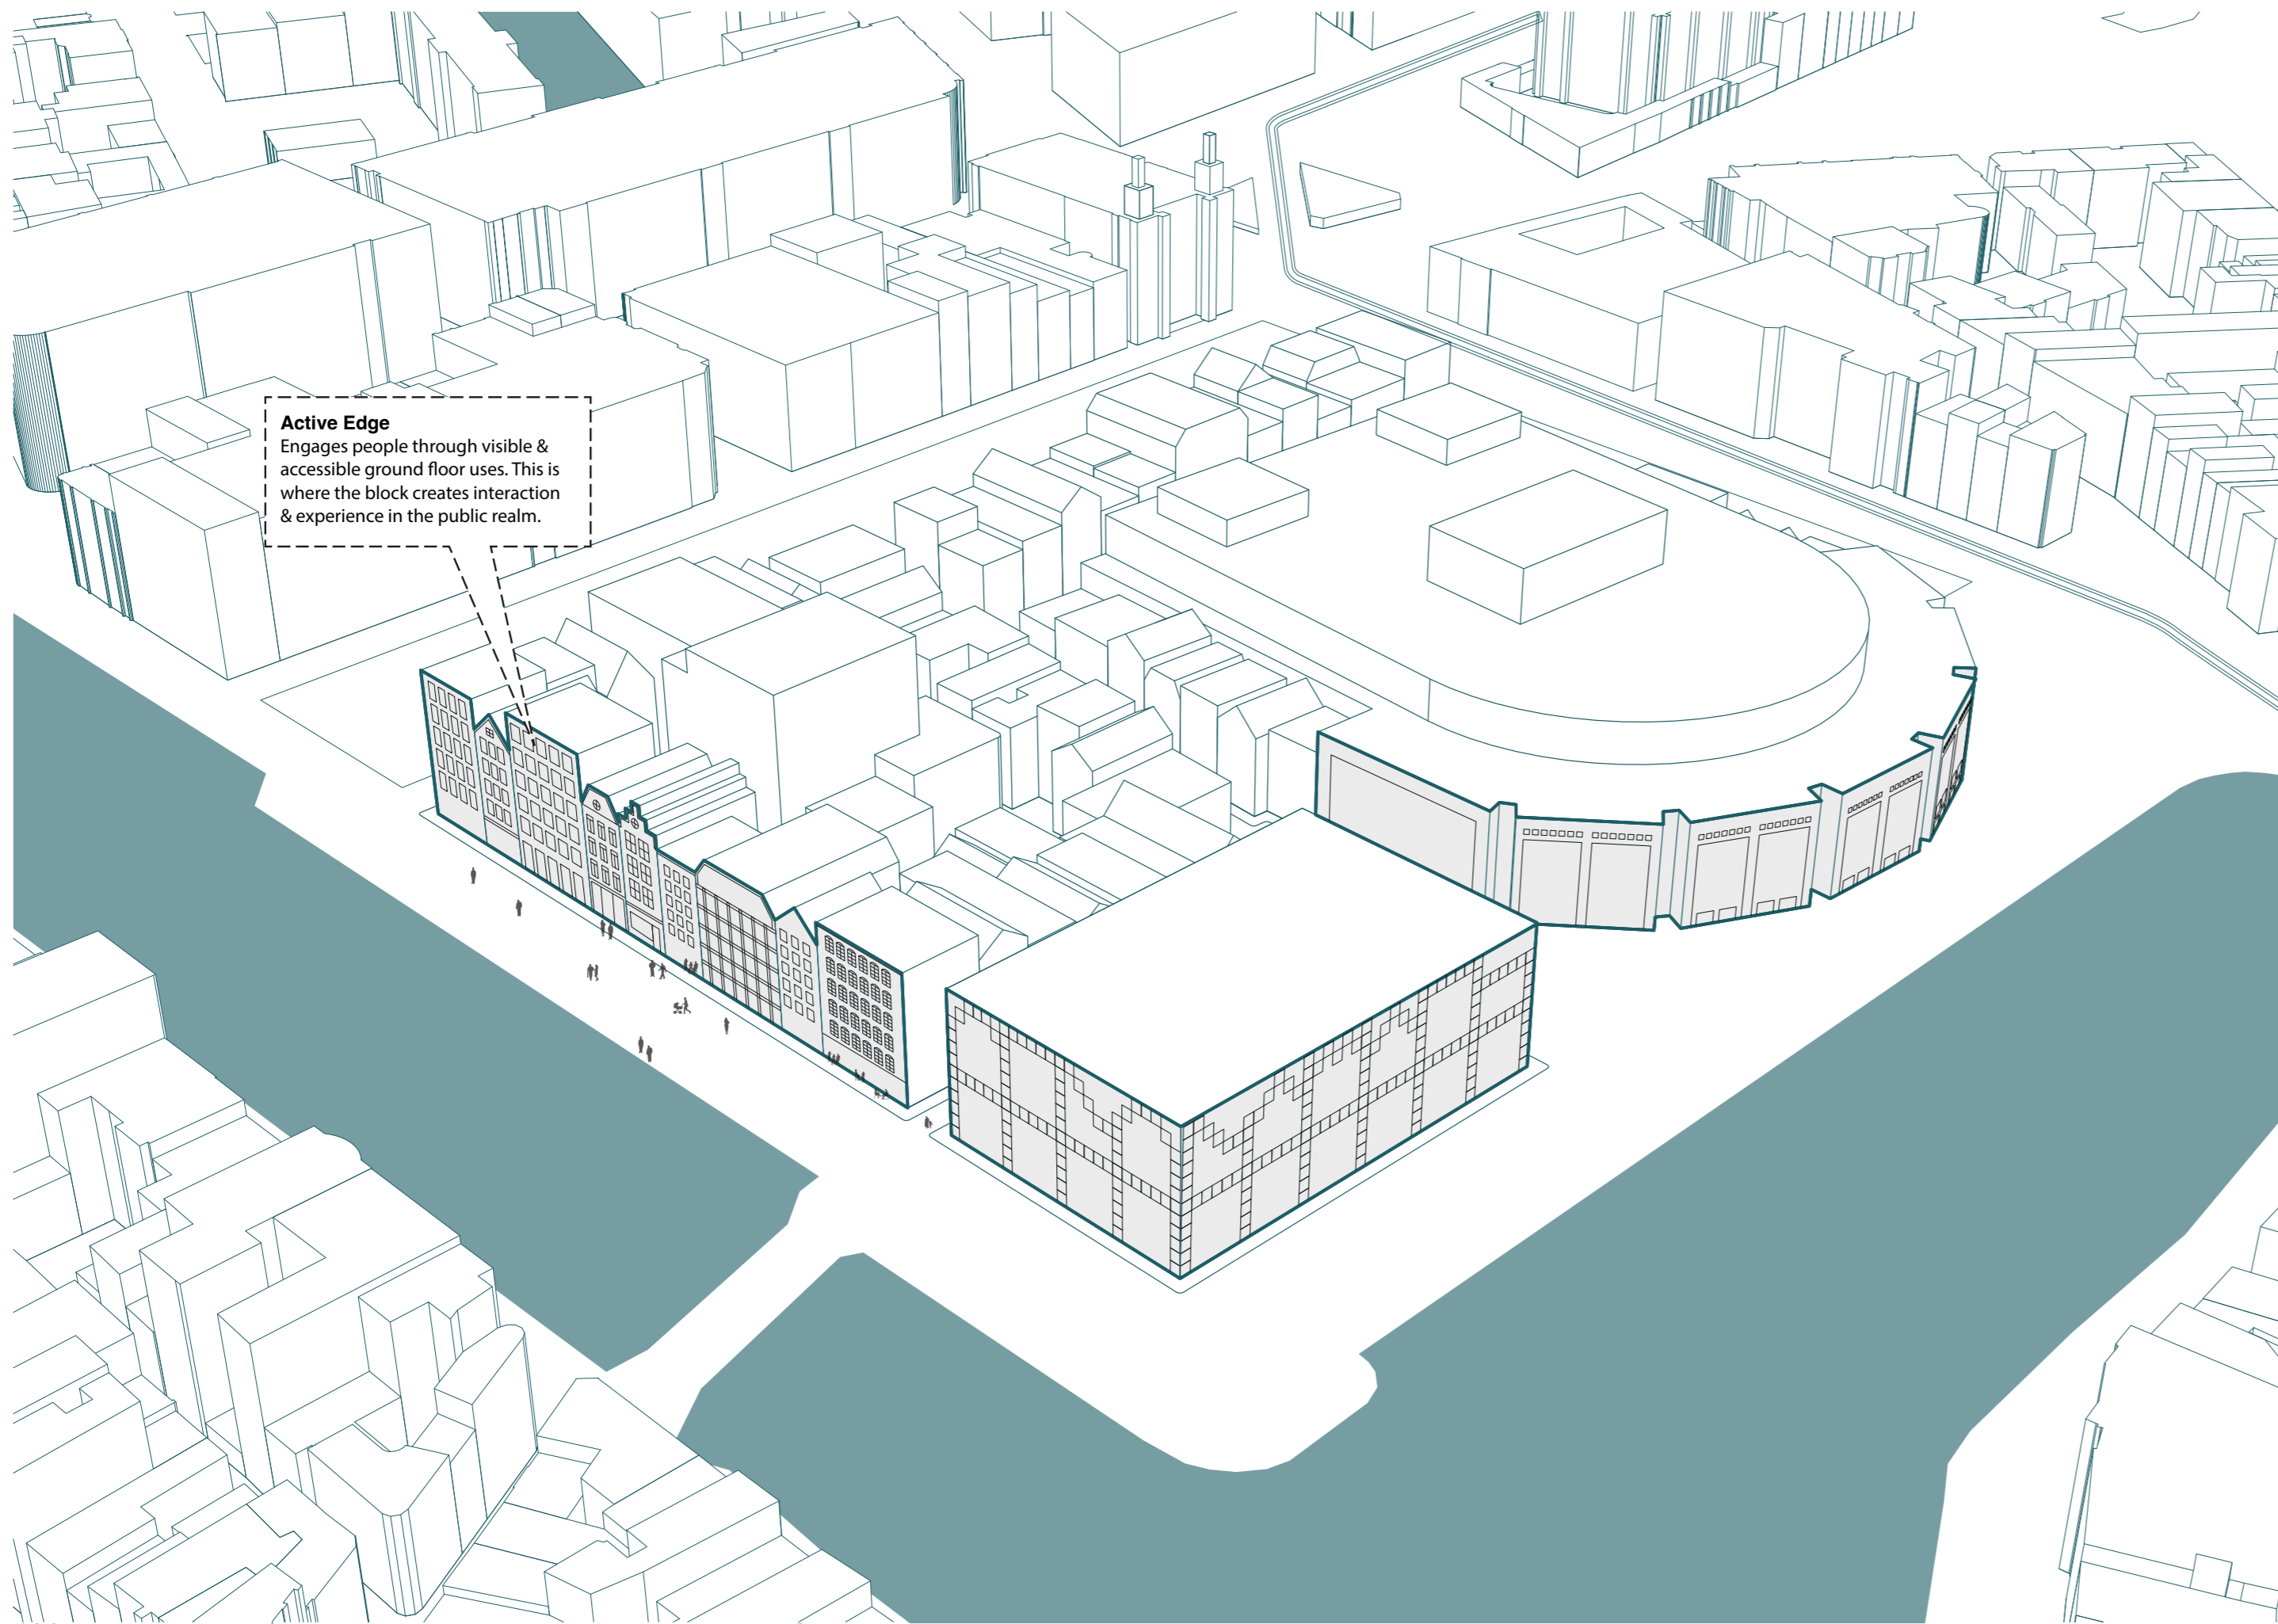 Active Edge
Engages people through visible &
accessible ground floor uses. This is
where the block creates interaction
& experience in the public realm.